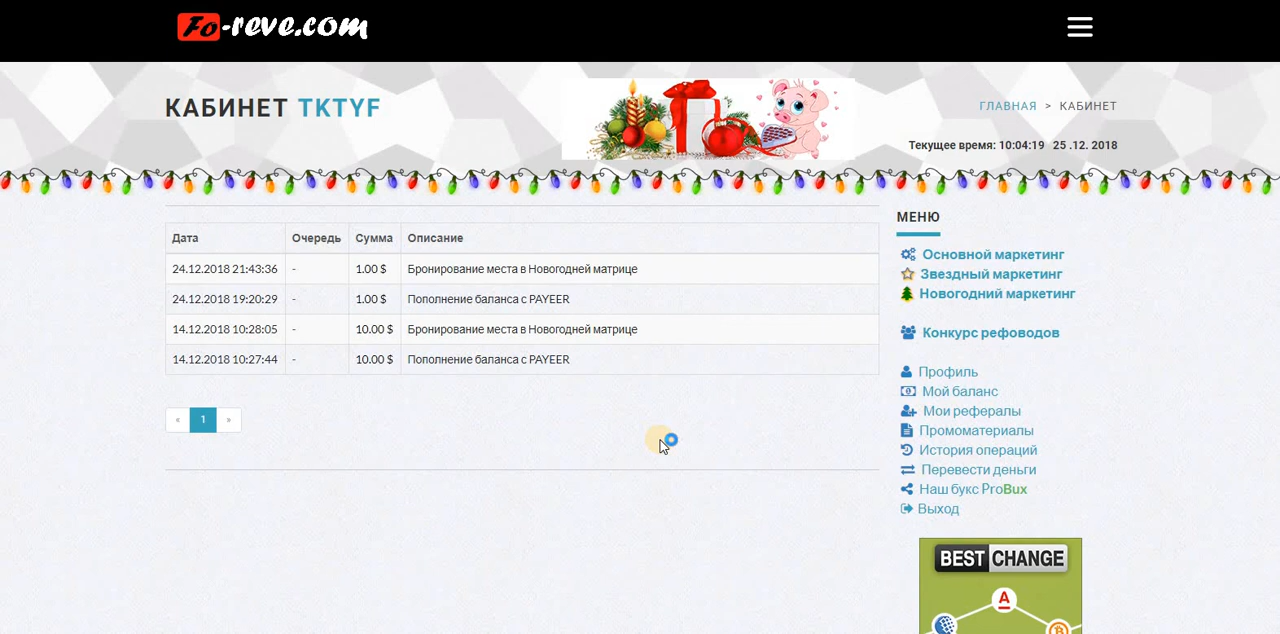 Fo-reve.com
КАБИНЕТ TKTYF
ГЛАВНАЯ > КАБИНЕТ
Текущее время: 10:04:19 25 .12. 2018
Дата Очередь Сумма Описание
24.12.2018 21:43:36 - 1.00 $ Бронирование места в Новогодней матрице
24.12.2018 19:20:29 - 1.00 $ Пополнение баланса с PAYEER
14.12.2018 10:28:05 - 10.00 $ Бронирование места в Новогодней матрице
14.12.2018 10:27:44 - 10.00 $ Пополнение баланса с PAYEER
« 1 »
МЕНЮ
Основной маркетинг
Звездный маркетинг
Новогодний маркетинг
Конкурс рефоводов
Профиль
Мой баланс
Мои рефералы
Промоматериалы
История операций
Перевести деньги
Наш букс ProBux
Выход
BEST CHANGE